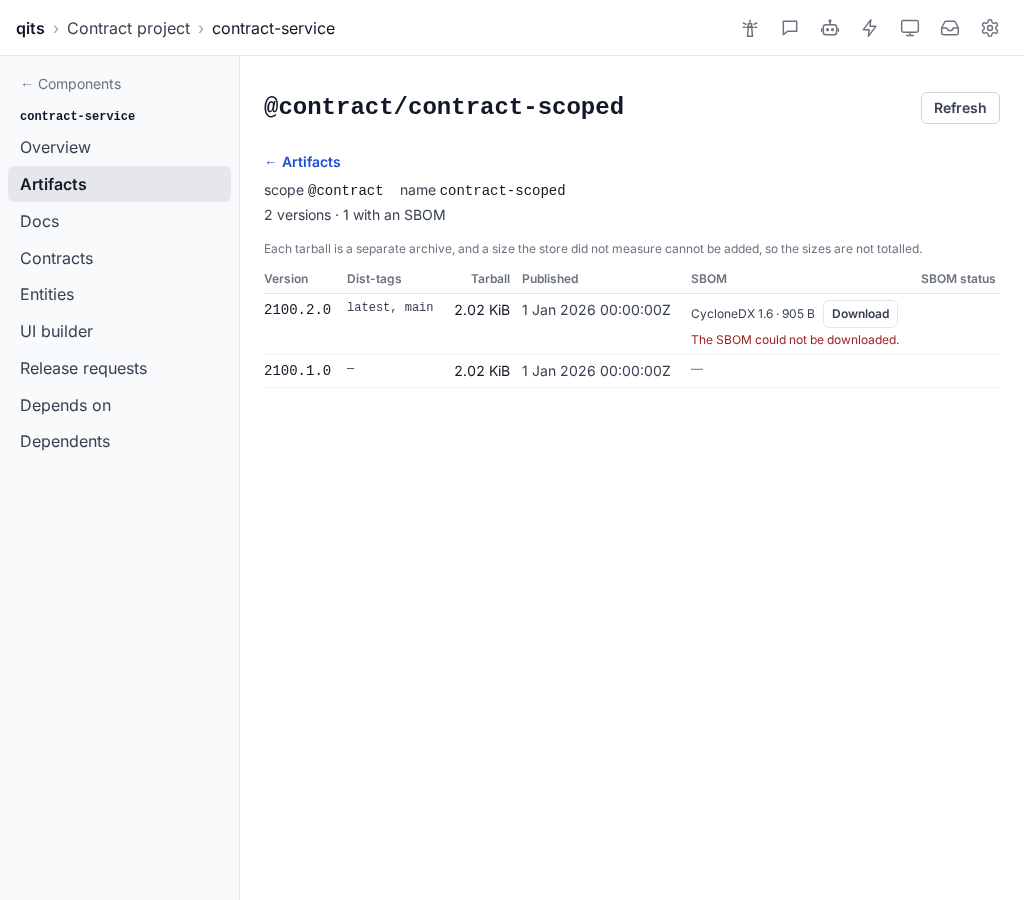 qits › Contract project › contract-service
← Components
contract-service
Overview
Artifacts
Docs
Contracts
Entities
UI builder
Release requests
Depends on
Dependents
@contract/contract-scoped
Refresh
← Artifacts
scope @contract name contract-scoped
2 versions · 1 with an SBOM
Each tarball is a separate archive, and a size the store did not measure cannot be added, so the sizes are not totalled.
Version Dist-tags Tarball Published SBOM SBOM status
2100.2.0 latest, main 2.02 KiB 1 Jan 2026 00:00:00Z CycloneDX 1.6 · 905 B Download
The SBOM could not be downloaded.
2100.1.0 — 2.02 KiB 1 Jan 2026 00:00:00Z —